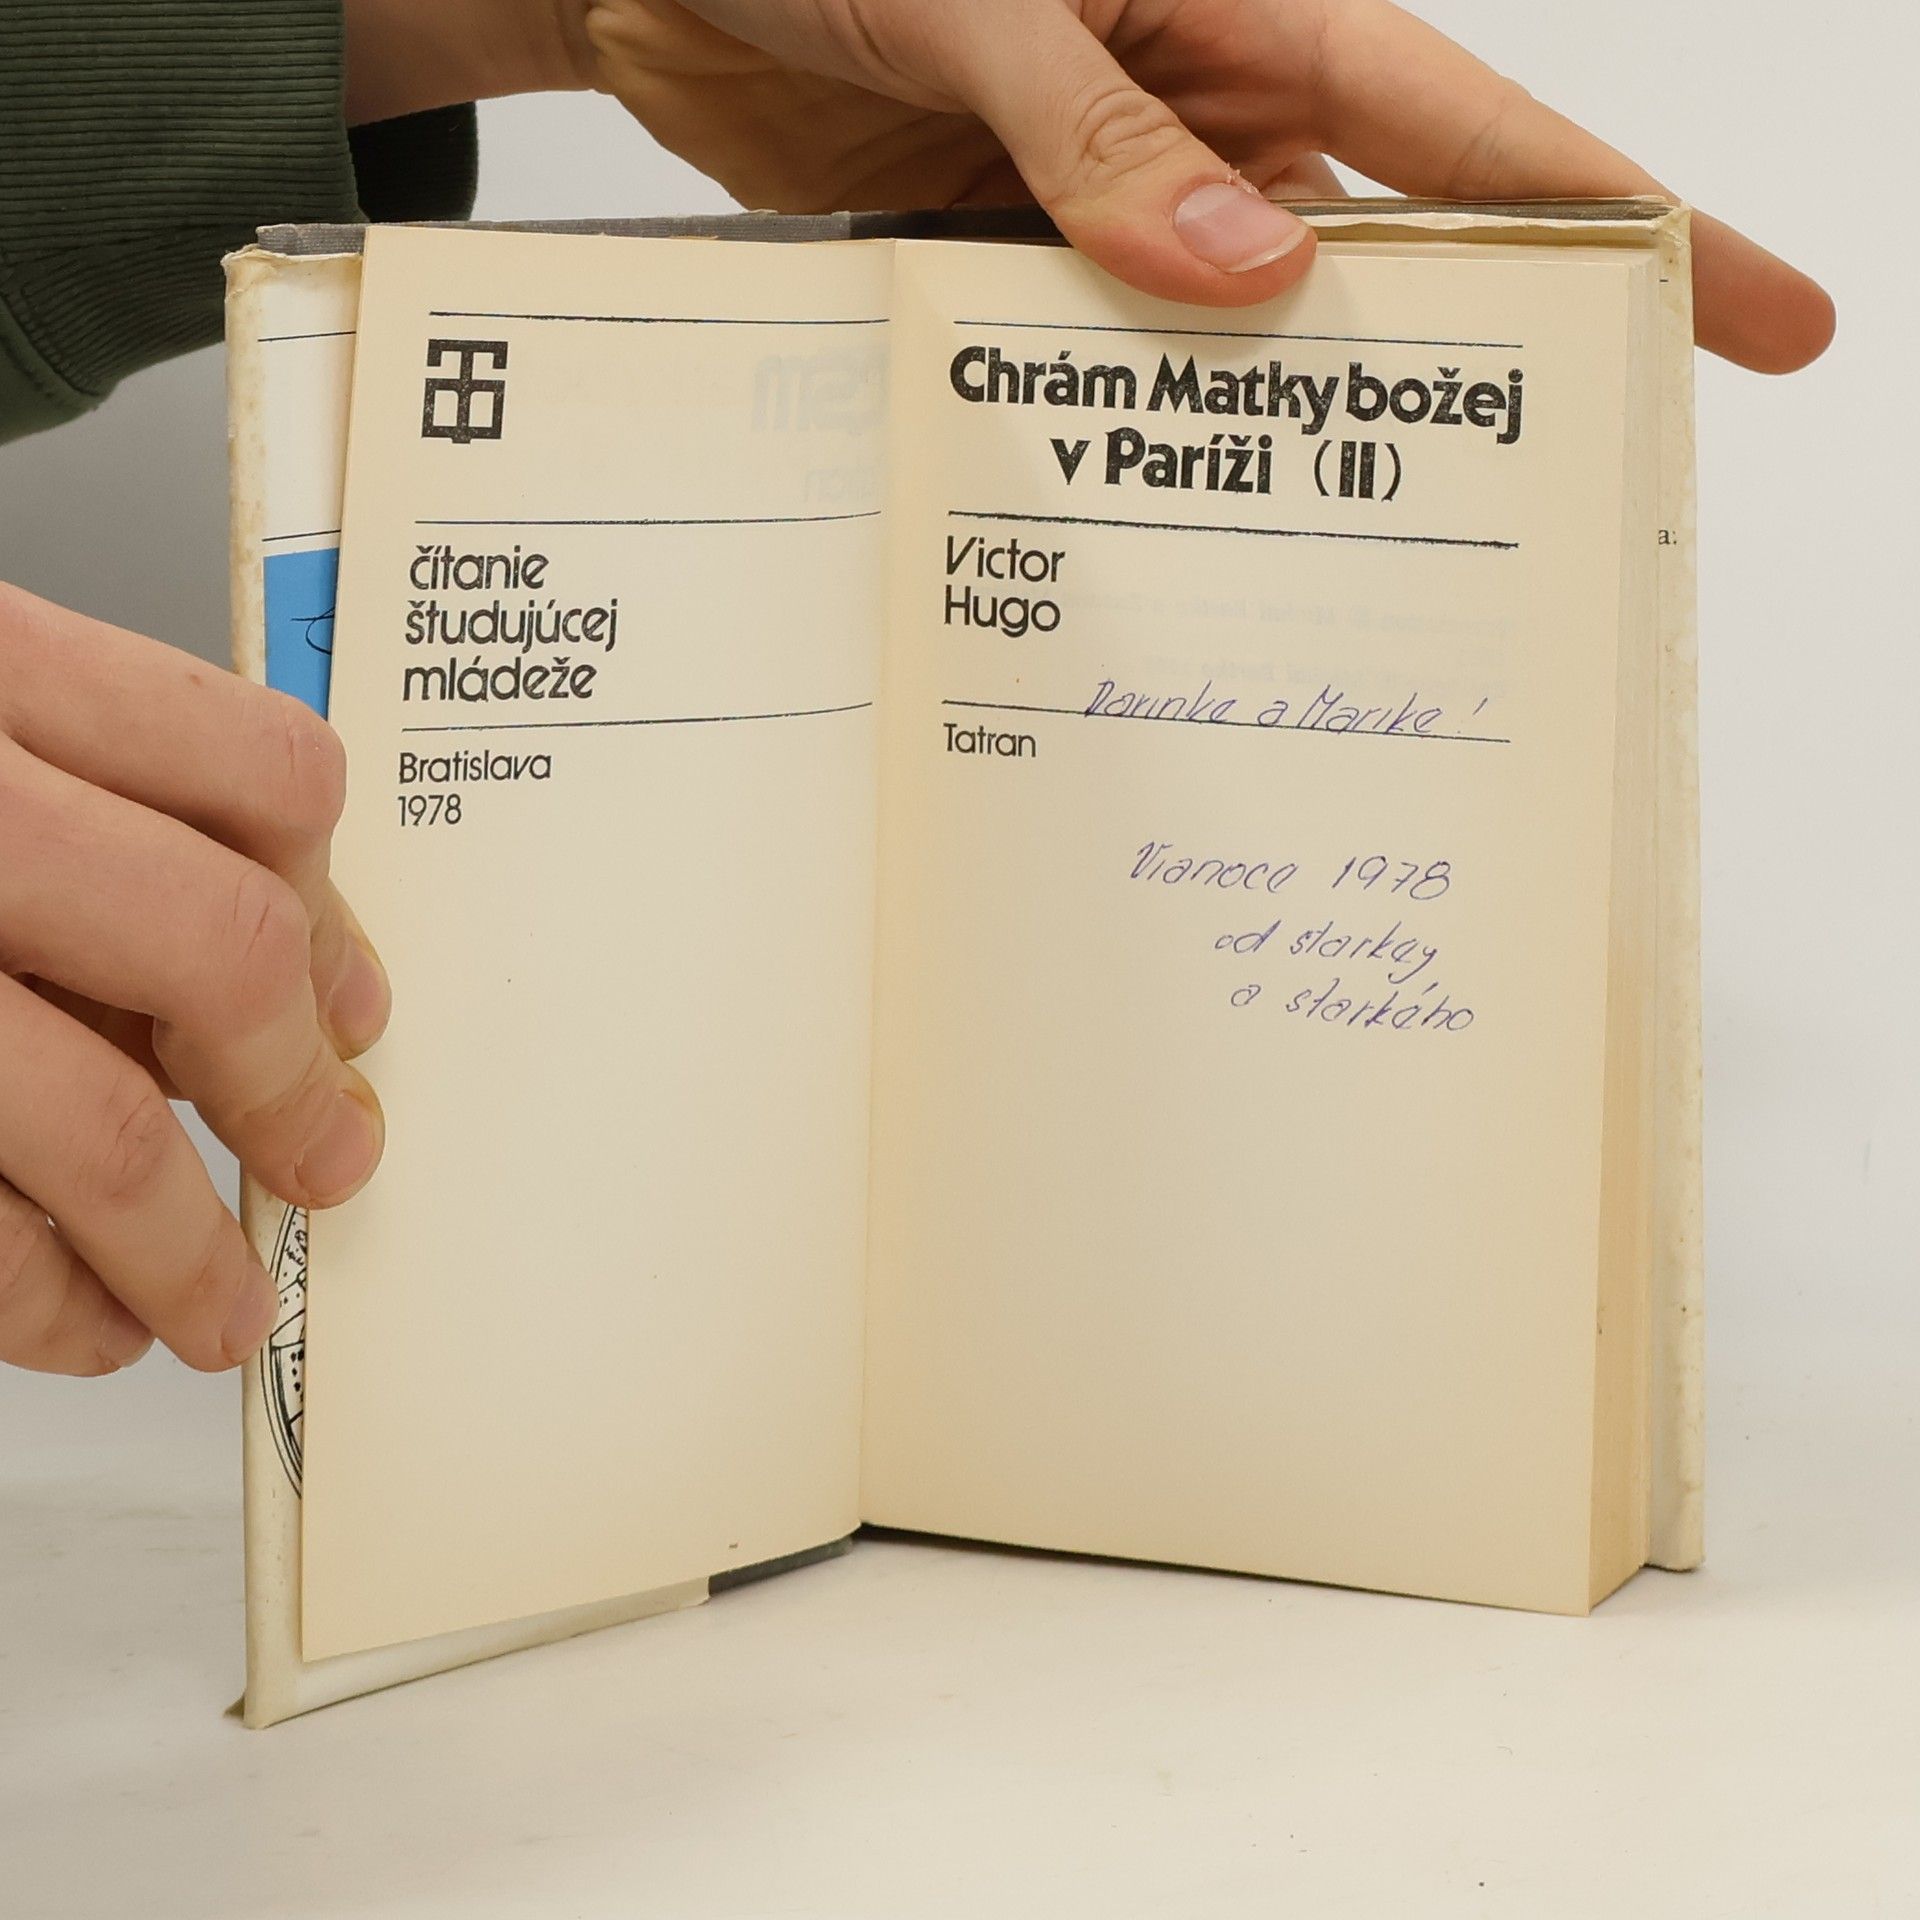 čítanie
študujúcej
mládeže
Bratislava
1978
Chrám Matky božej
v Paríži (II)
Victor
Hugo
Darinke a Marike!
Tatran
Vianoce 1978
od starkey
a starkého
a: